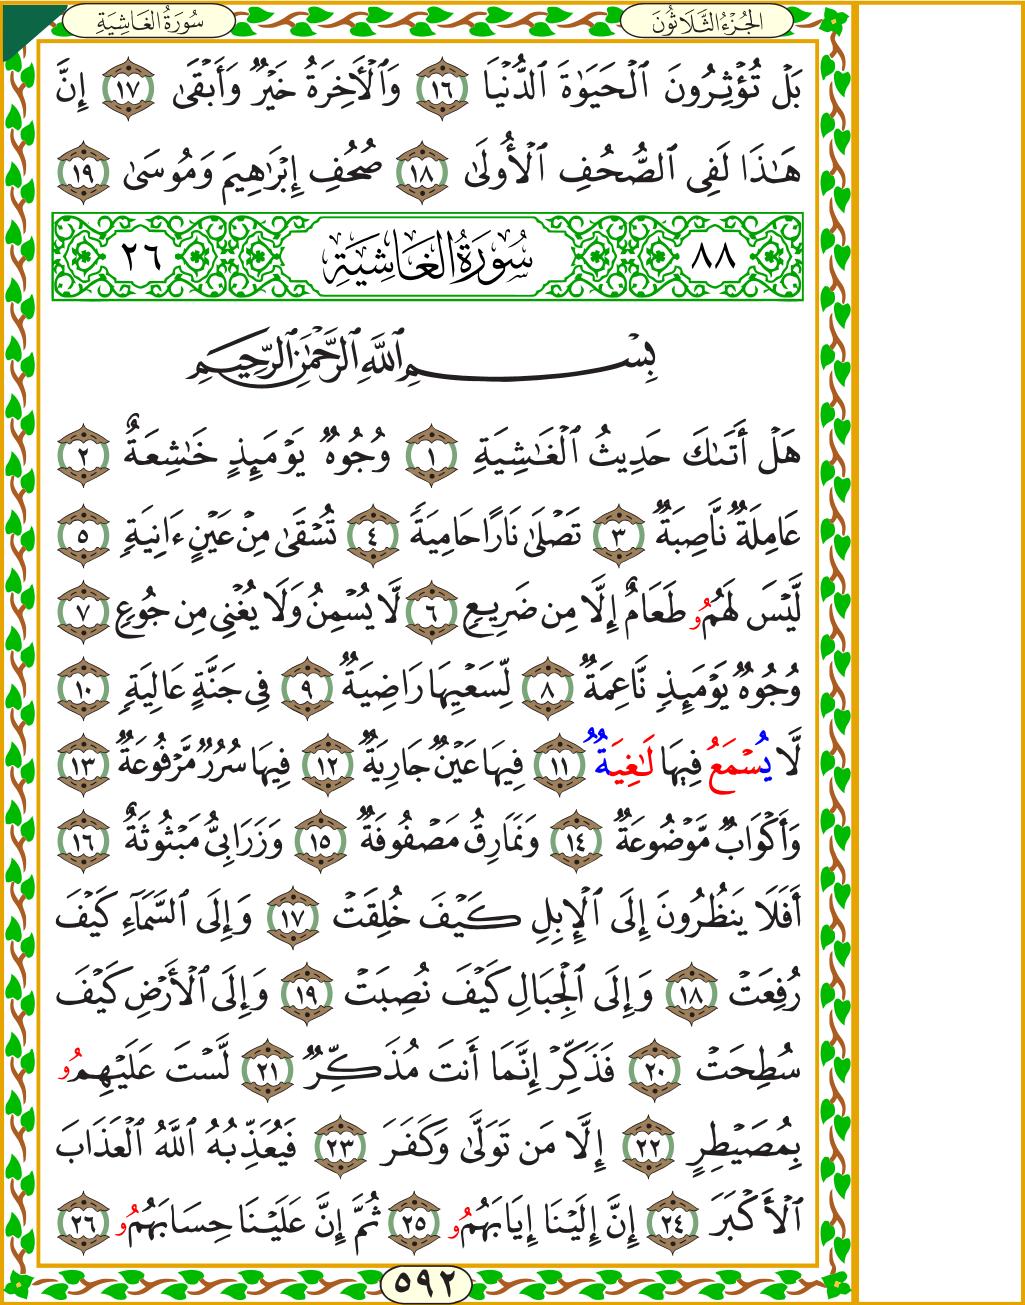 سُورَةُ الغَاشِيَةِ
الجُزْءُ الثَّلَاثُونَ
بَلْ تُؤْثِرُونَ ٱلْحَيَوٰةَ ٱلدُّنْيَا ١٦ وَٱلْأَخِرَةُ خَيْرٌ وَأَبْقَىٰ ١٧ إِنَّ
هَـٰذَا لَفِى ٱلصُّحُفِ ٱلْأُولَىٰ ١٨ صُحُفِ إِبْرَٰهِيمَ وَمُوسَىٰ ١٩
٨٨ سُورَةُ الغَاشِيَةِ ٢٦
بِسْمِ ٱللَّهِ ٱلرَّحْمَـٰنِ ٱلرَّحِيمِ
هَلْ أَتَىٰكَ حَدِيثُ ٱلْغَـٰشِيَةِ ١ وُجُوهٌ يَوْمَئِذٍ خَـٰشِعَةٌ ٢
عَامِلَةٌ نَّاصِبَةٌ ٣ تَصْلَىٰ نَارًا حَامِيَةً ٤ تُسْقَىٰ مِنْ عَيْنٍ ءَانِيَةٍ ٥
لَّيْسَ لَهُمُۥ طَعَامٌ إِلَّا مِن ضَرِيعٍ ٦ لَّا يُسْمِنُ وَلَا يُغْنِى مِن جُوعٍ ٧
وُجُوهٌ يَوْمَئِذٍ نَّاعِمَةٌ ٨ لِّسَعْيِهَا رَاضِيَةٌ ٩ فِى جَنَّةٍ عَالِيَةٍ ١٠
لَّا يُسْمَعُ فِيهَا لَـٰغِيَةٌ ١١ فِيهَا عَيْنٌ جَارِيَةٌ ١٢ فِيهَا سُرُرٌ مَّرْفُوعَةٌ ١٣
وَأَكْوَابٌ مَّوْضُوعَةٌ ١٤ وَنَمَارِقُ مَصْفُوفَةٌ ١٥ وَزَرَابِىُّ مَبْثُوثَةٌ ١٦
أَفَلَا يَنظُرُونَ إِلَى ٱلْإِبِلِ كَيْفَ خُلِقَتْ ١٧ وَإِلَى ٱلسَّمَآءِ كَيْفَ
رُفِعَتْ ١٨ وَإِلَى ٱلْجِبَالِ كَيْفَ نُصِبَتْ ١٩ وَإِلَى ٱلْأَرْضِ كَيْفَ
سُطِحَتْ ٢٠ فَذَكِّرْ إِنَّمَا أَنتَ مُذَكِّرٌ ٢١ لَّسْتَ عَلَيْهِمُۥ
بِمُصَيْطِرٍ ٢٢ إِلَّا مَن تَوَلَّىٰ وَكَفَرَ ٢٣ فَيُعَذِّبُهُ ٱللَّهُ ٱلْعَذَابَ
ٱلْأَكْبَرَ ٢٤ إِنَّ إِلَيْنَا إِيَابَهُمُۥ ٢٥ ثُمَّ إِنَّ عَلَيْنَا حِسَابَهُمُۥ ٢٦
٥٩٢